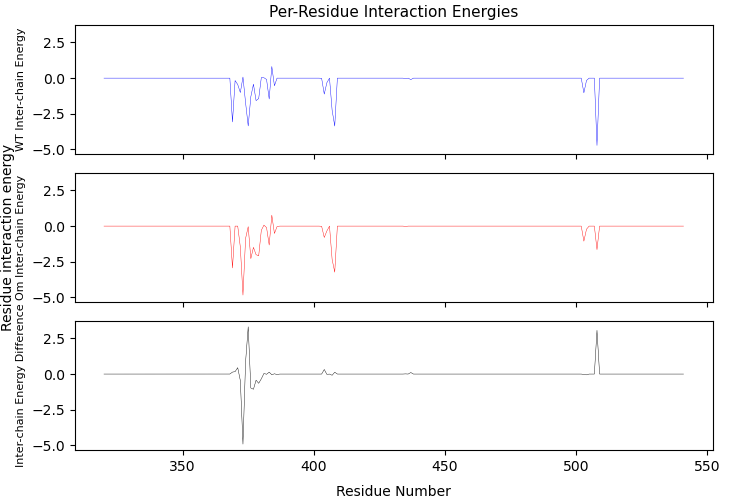 Per-Residue Interaction Energies
Residue interaction energy
WT Inter-chain Energy
2.5
0.0
−2.5
−5.0
Om Inter-chain Energy
2.5
0.0
−2.5
−5.0
Inter-chain Energy Difference
2.5
0.0
−2.5
−5.0
350
400
450
500
550
Residue Number